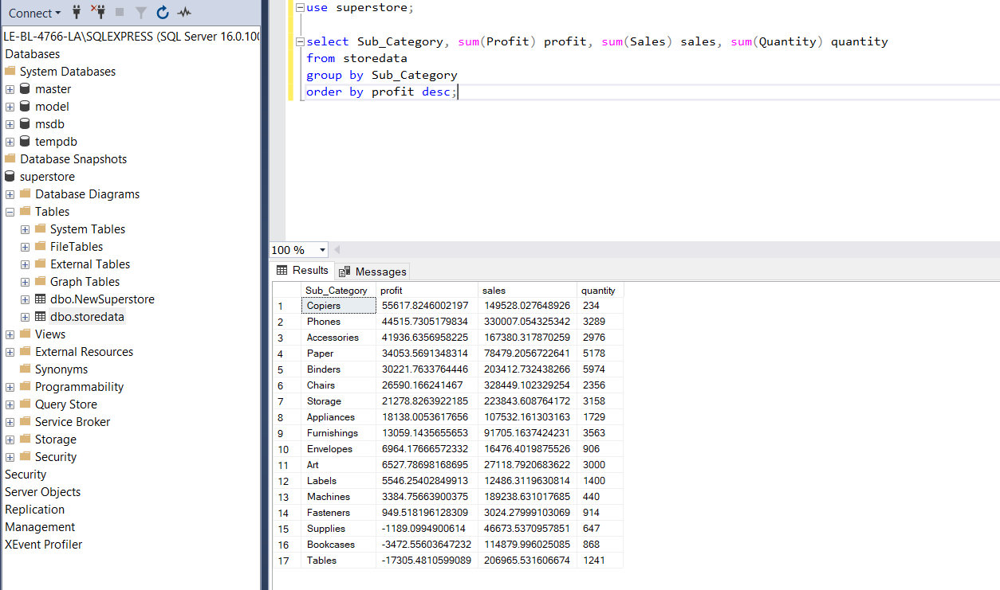 Connect
LE-BL-4766-LA\SQLEXPRESS (SQL Server 16.0.100
Databases
System Databases
master
model
msdb
tempdb
Database Snapshots
superstore
Database Diagrams
Tables
System Tables
FileTables
External Tables
Graph Tables
dbo.NewSuperstore
dbo.storedata
Views
External Resources
Synonyms
Programmability
Query Store
Service Broker
Storage
Security
Security
Server Objects
Replication
Management
XEvent Profiler
use superstore;
select Sub_Category, sum(Profit) profit, sum(Sales) sales, sum(Quantity) quantity
from storedata
group by Sub_Category
order by profit desc;
100 %
Results Messages
Sub_Category profit sales quantity
1 Copiers 55617.8246002197 149528.027648926 234
2 Phones 44515.7305179834 330007.054325342 3289
3 Accessories 41936.6356958225 167380.317870259 2976
4 Paper 34053.5691348314 78479.2056722641 5178
5 Binders 30221.7633764446 203412.732438266 5974
6 Chairs 26590.166241467 328449.102329254 2356
7 Storage 21278.8263922185 223843.608764172 3158
8 Appliances 18138.0053617656 107532.161303163 1729
9 Furnishings 13059.1435655653 91705.1637424231 3563
10 Envelopes 6964.17666572332 16476.4019875526 906
11 Art 6527.78698168695 27118.7920683622 3000
12 Labels 5546.25402849913 12486.3119630814 1400
13 Machines 3384.75663900375 189238.631017685 440
14 Fasteners 949.518196128309 3024.27999103069 914
15 Supplies -1189.0994900614 46673.5370957851 647
16 Bookcases -3472.55603647232 114879.996025085 868
17 Tables -17305.4810599089 206965.531606674 1241